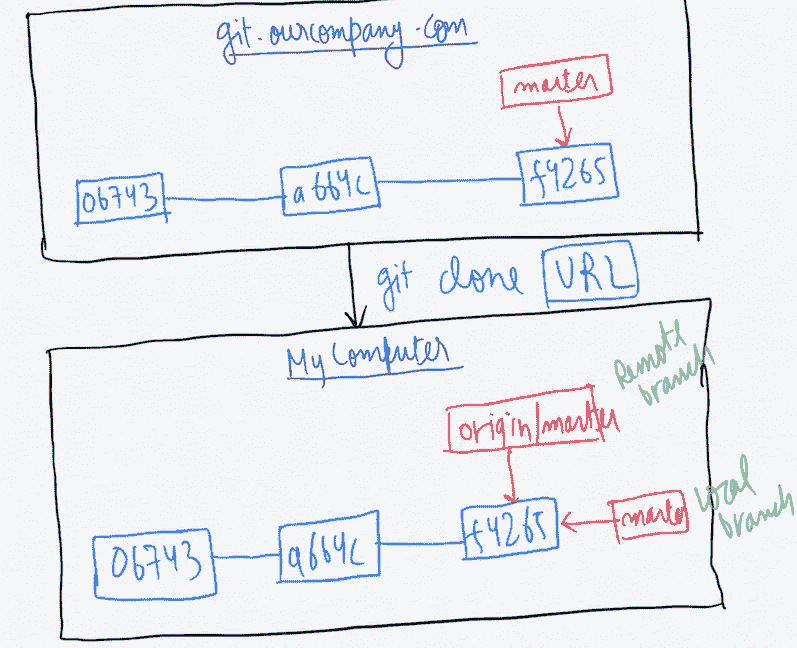 git.ourcompany.com
master
06743
a664c
f4265
git clone URL
My Computer
Remote
branch
origin/master
06743
a664c
f4265
master
Local
branch